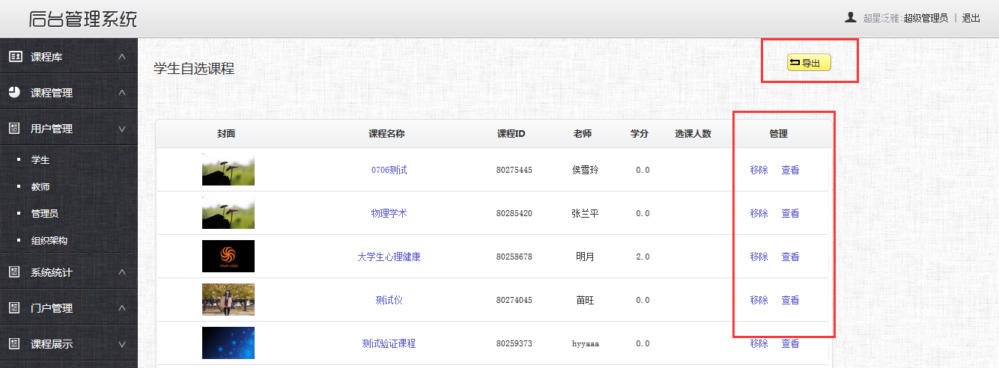 后台管理系统
超星泛雅:超级管理员 | 退出
课程库
课程管理
用户管理
学生
教师
管理员
组织架构
系统统计
门户管理
课程展示
学生自选课程
导出
封面 课程名称 课程ID 老师 学分 选课人数 管理
0706测试 80275445 侯雪玲 0.0 移除 查看
物理学术 80285420 张兰平 0.0 移除 查看
YOUR LOGO
大学生心理健康 80258678 明月 2.0 移除 查看
测试仪 80274045 苗旺 0.0 移除 查看
测试验证课程 80259373 hyyaaa 0.0 移除 查看